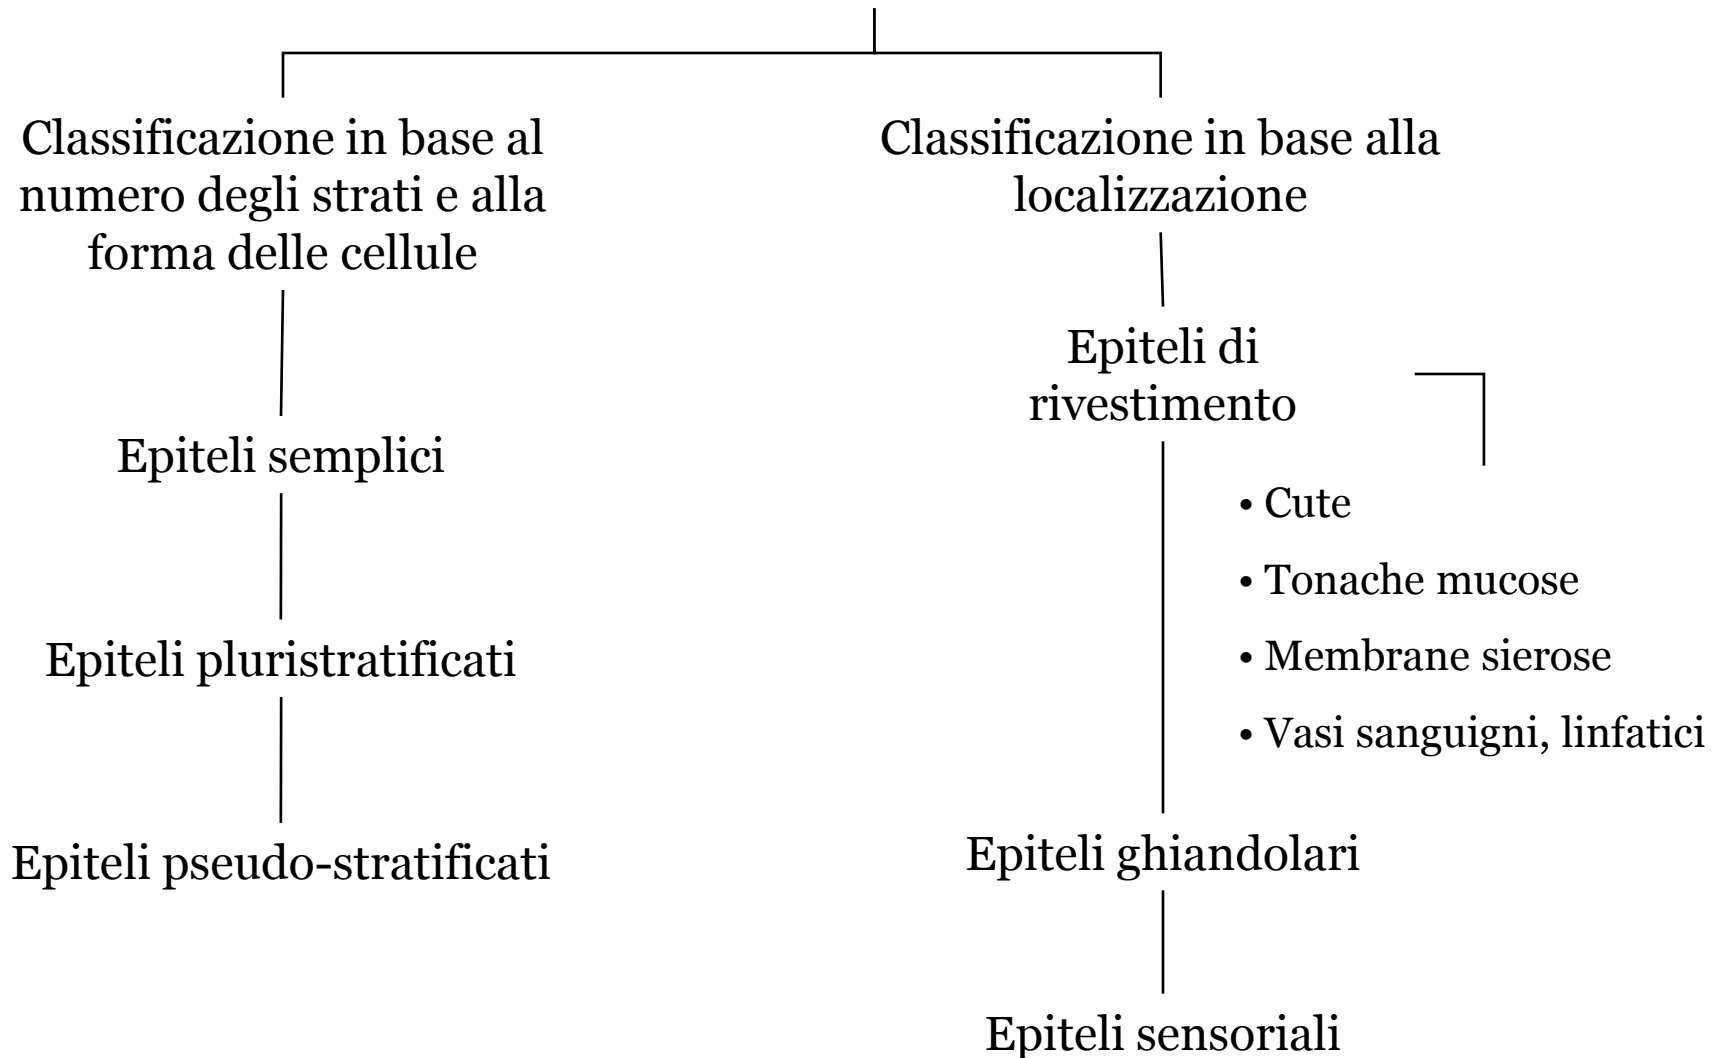 Classificazione in base al
numero degli strati e alla
forma delle cellule
Epiteli semplici
Epiteli pluristratificati
Epiteli pseudo-stratificati
Classificazione in base alla
localizzazione
Epiteli di
rivestimento
• Cute
• Tonache mucose
• Membrane sierose
• Vasi sanguigni, linfatici
Epiteli ghiandolari
Epiteli sensoriali